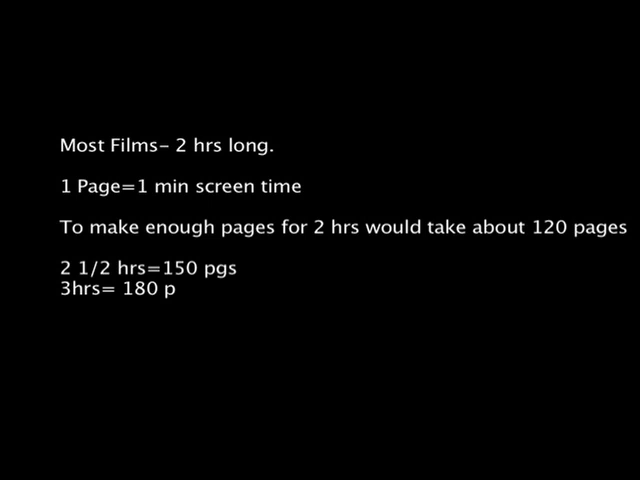 Most Films- 2 hrs long.
1 Page=1 min screen time
To make enough pages for 2 hrs would take about 120 pages
2 1/2 hrs=150 pgs
3hrs= 180 p